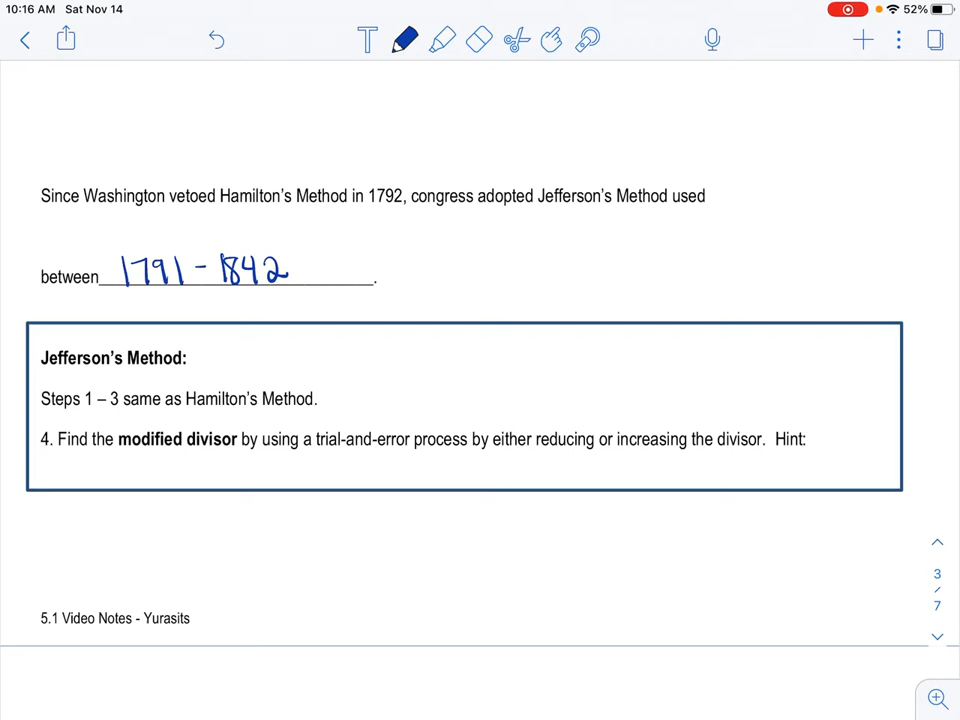 10:16 AM Sat Nov 14
52%
T
Since Washington vetoed Hamilton's Method in 1792, congress adopted Jefferson's Method used
between 1791 - 1842.
Jefferson's Method:
Steps 1 – 3 same as Hamilton's Method.
4. Find the modified divisor by using a trial-and-error process by either reducing or increasing the divisor. Hint:
3
/
7
5.1 Video Notes - Yurasits